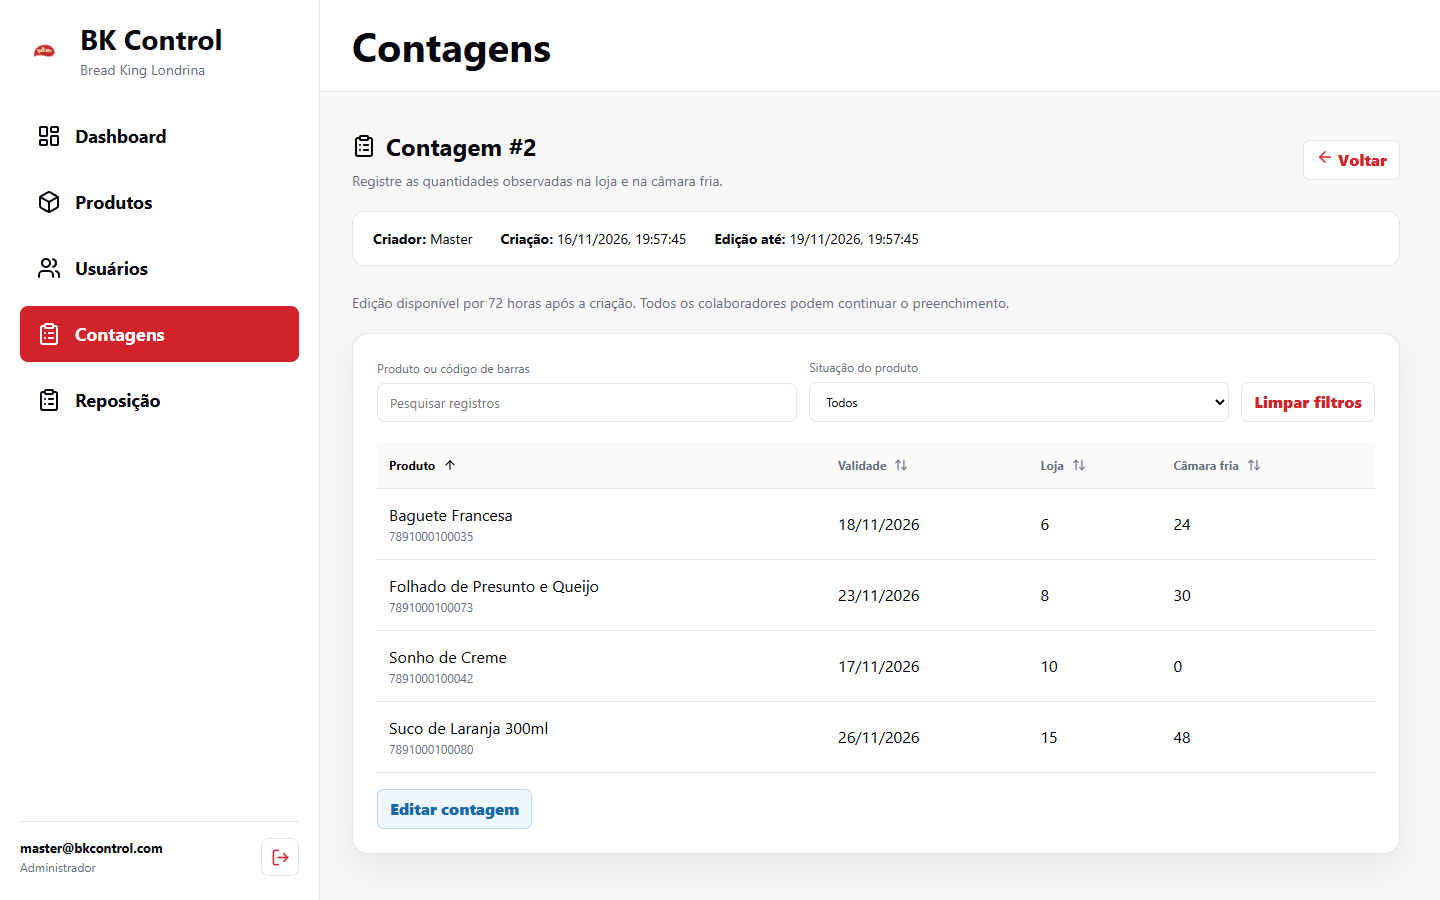 BK Control
Bread King Londrina
Dashboard
Produtos
Usuários
Contagens
Reposição
master@bkcontrol.com
Administrador
Contagens
Contagem #2
Registre as quantidades observadas na loja e na câmara fria.
Voltar
Criador: Master Criação: 16/11/2026, 19:57:45 Edição até: 19/11/2026, 19:57:45
Edição disponível por 72 horas após a criação. Todos os colaboradores podem continuar o preenchimento.
Produto ou código de barras
Pesquisar registros
Situação do produto
Todos
Limpar filtros
Produto Validade Loja Câmara fria
Baguete Francesa
7891000100035
18/11/2026 6 24
Folhado de Presunto e Queijo
7891000100073
23/11/2026 8 30
Sonho de Creme
7891000100042
17/11/2026 10 0
Suco de Laranja 300ml
7891000100080
26/11/2026 15 48
Editar contagem